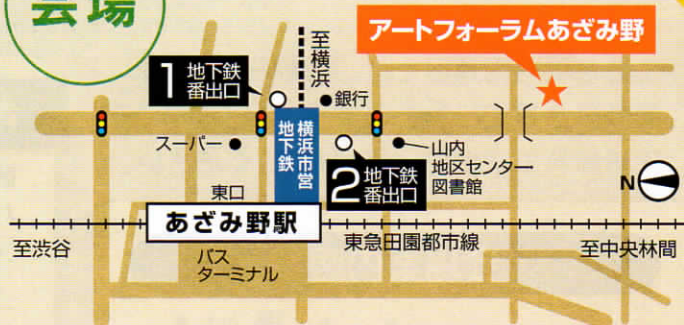 会場
アートフォーラムあざみ野
至横浜
1 地下鉄
番出口
銀行
スーパー
横浜市営
地下鉄
2 地下鉄
番出口
山内
地区センター
図書館
N
東口
あざみ野駅
至渋谷
バス
ターミナル
東急田園都市線
至中央林間